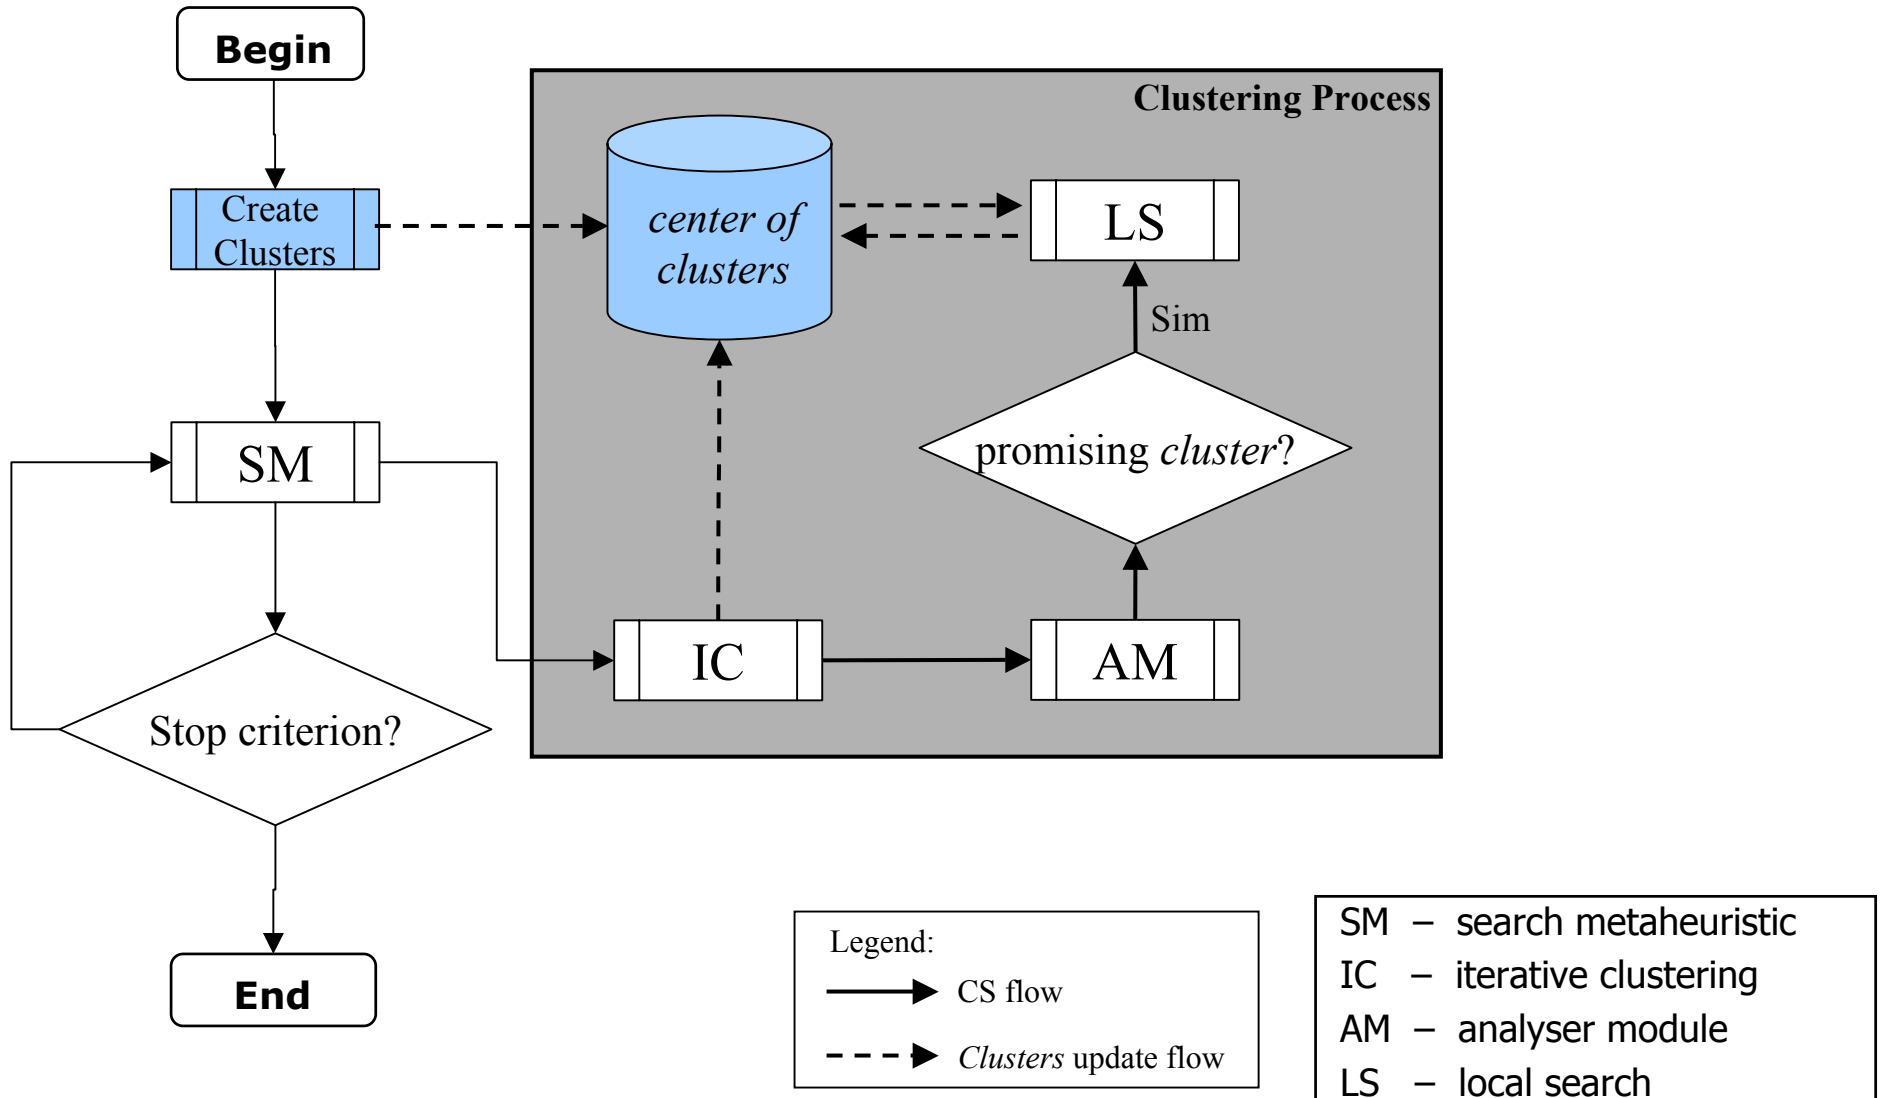 Begin
Clustering Process
Create
Clusters
center of
clusters
LS
Sim
promising cluster?
SM
IC
AM
Stop criterion?
End
Legend:
CS flow
Clusters update flow
SM – search metaheuristic
IC – iterative clustering
AM – analyser module
LS – local search